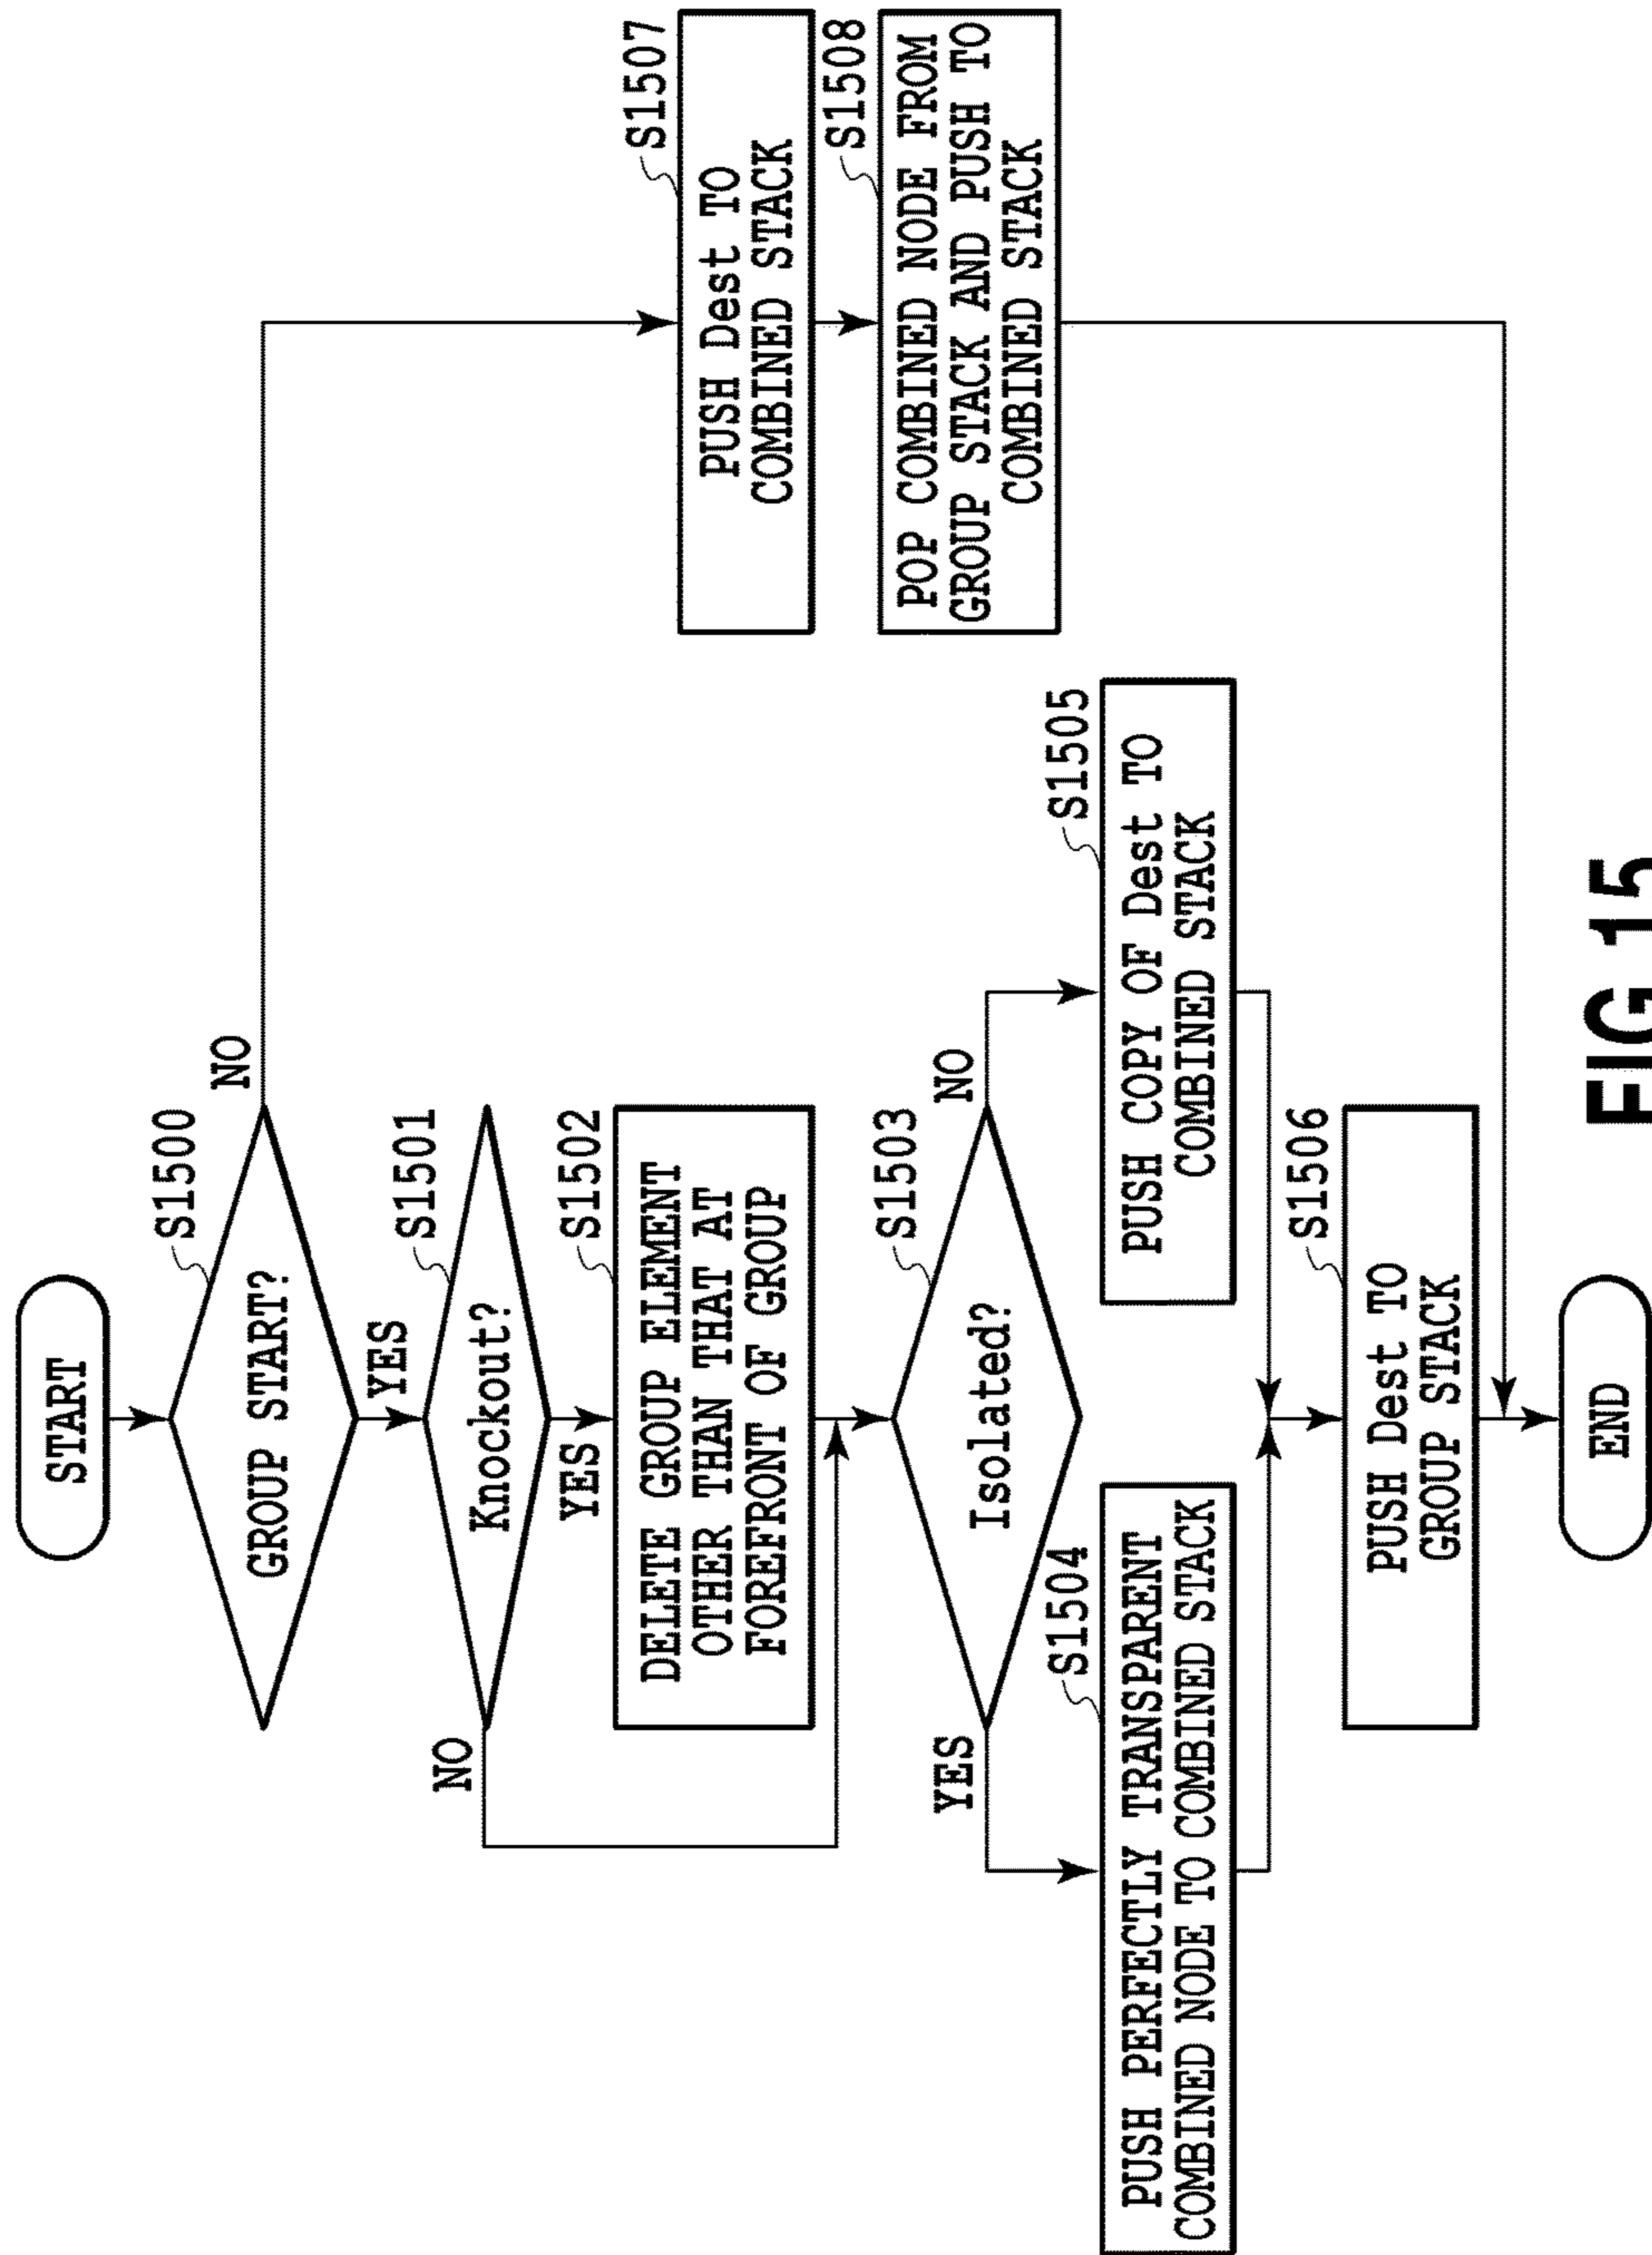 START
S1500
GROUP START?
NO
YES
S1501
Knockout?
NO
YES
S1502
DELETE GROUP ELEMENT
OTHER THAN THAT AT
FOREFRONT OF GROUP
S1503
Isolated?
YES
NO
S1504
PUSH PERFECTLY TRANSPARENT
COMBINED NODE TO COMBINED STACK
S1505
PUSH COPY OF Dest TO
COMBINED STACK
S1506
PUSH Dest TO
GROUP STACK
S1507
PUSH Dest TO
COMBINED STACK
S1508
POP COMBINED NODE FROM
GROUP STACK AND PUSH TO
COMBINED STACK
END
FIG.15